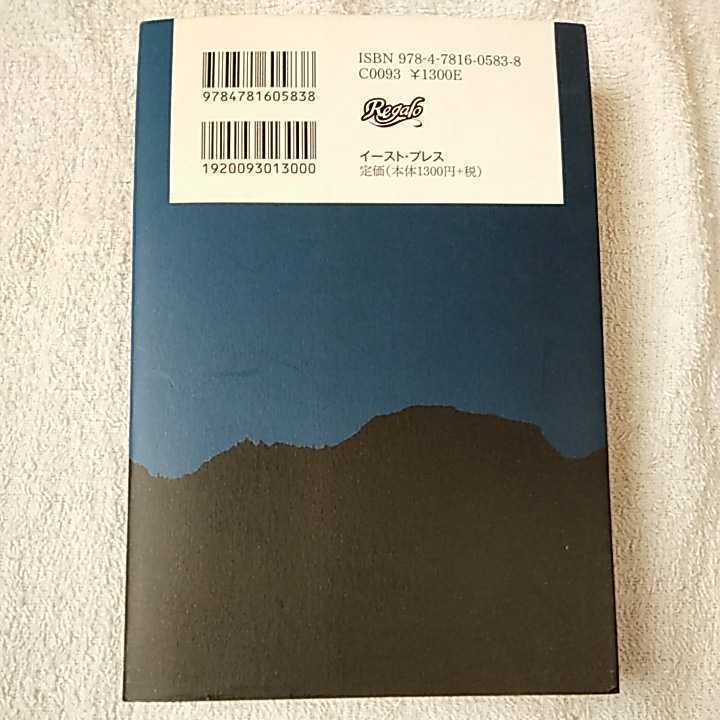 ISBN 978-4-7816-0583-8
C0093 ¥1300E
9784781605838
Regalo
1920093013000
イースト・プレス
定価(本体1300円+税)